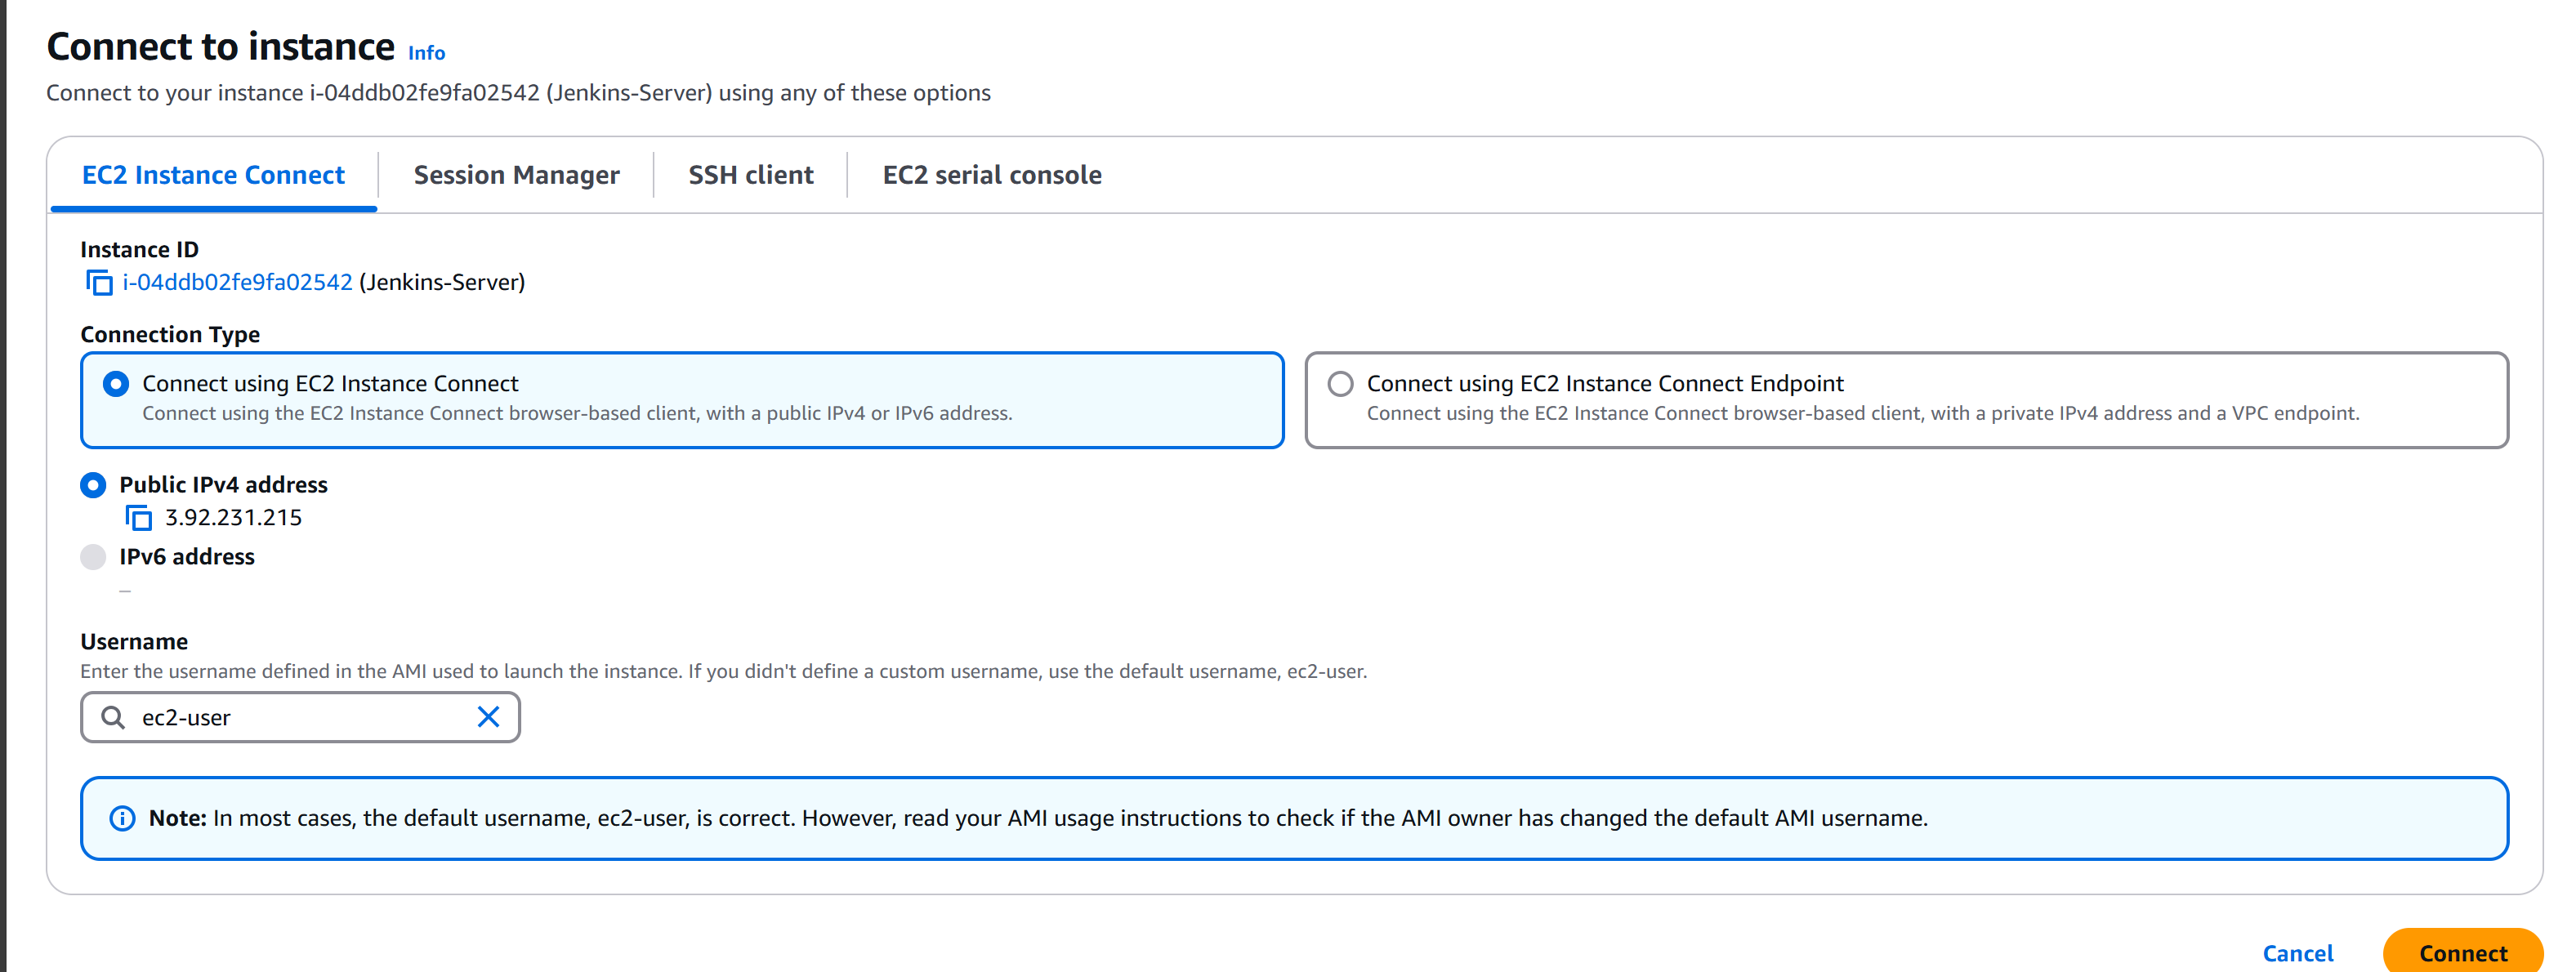 Connect to instance Info
Connect to your instance i-04ddb02fe9fa02542 (Jenkins-Server) using any of these options
EC2 Instance Connect Session Manager SSH client EC2 serial console
Instance ID
i-04ddb02fe9fa02542 (Jenkins-Server)
Connection Type
Connect using EC2 Instance Connect
Connect using the EC2 Instance Connect browser-based client, with a public IPv4 or IPv6 address.
Connect using EC2 Instance Connect Endpoint
Connect using the EC2 Instance Connect browser-based client, with a private IPv4 address and a VPC endpoint.
Public IPv4 address
3.92.231.215
IPv6 address
–
Username
Enter the username defined in the AMI used to launch the instance. If you didn't define a custom username, use the default username, ec2-user.
ec2-user
Note: In most cases, the default username, ec2-user, is correct. However, read your AMI usage instructions to check if the AMI owner has changed the default AMI username.
Cancel Connect